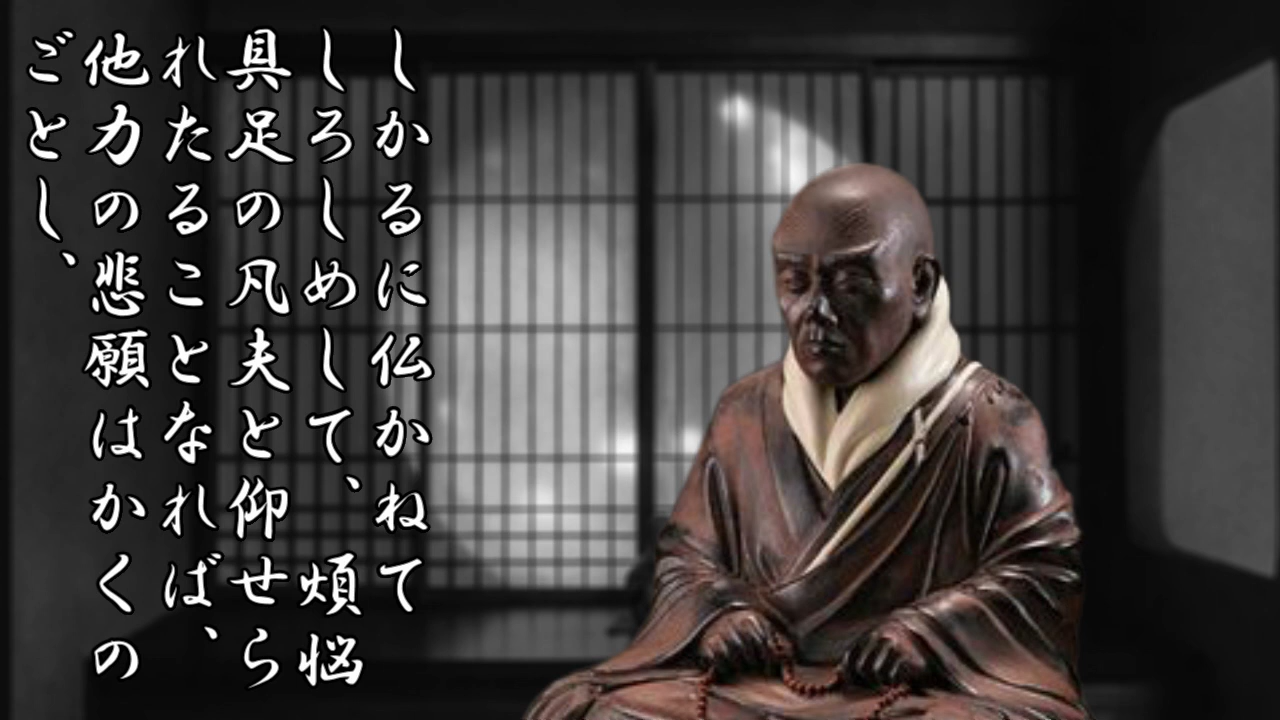 しかるに仏かねて
しろしめして、煩悩
具足の凡夫と仰せら
れたることなれば、
他力の悲願はかくの
ごとし、